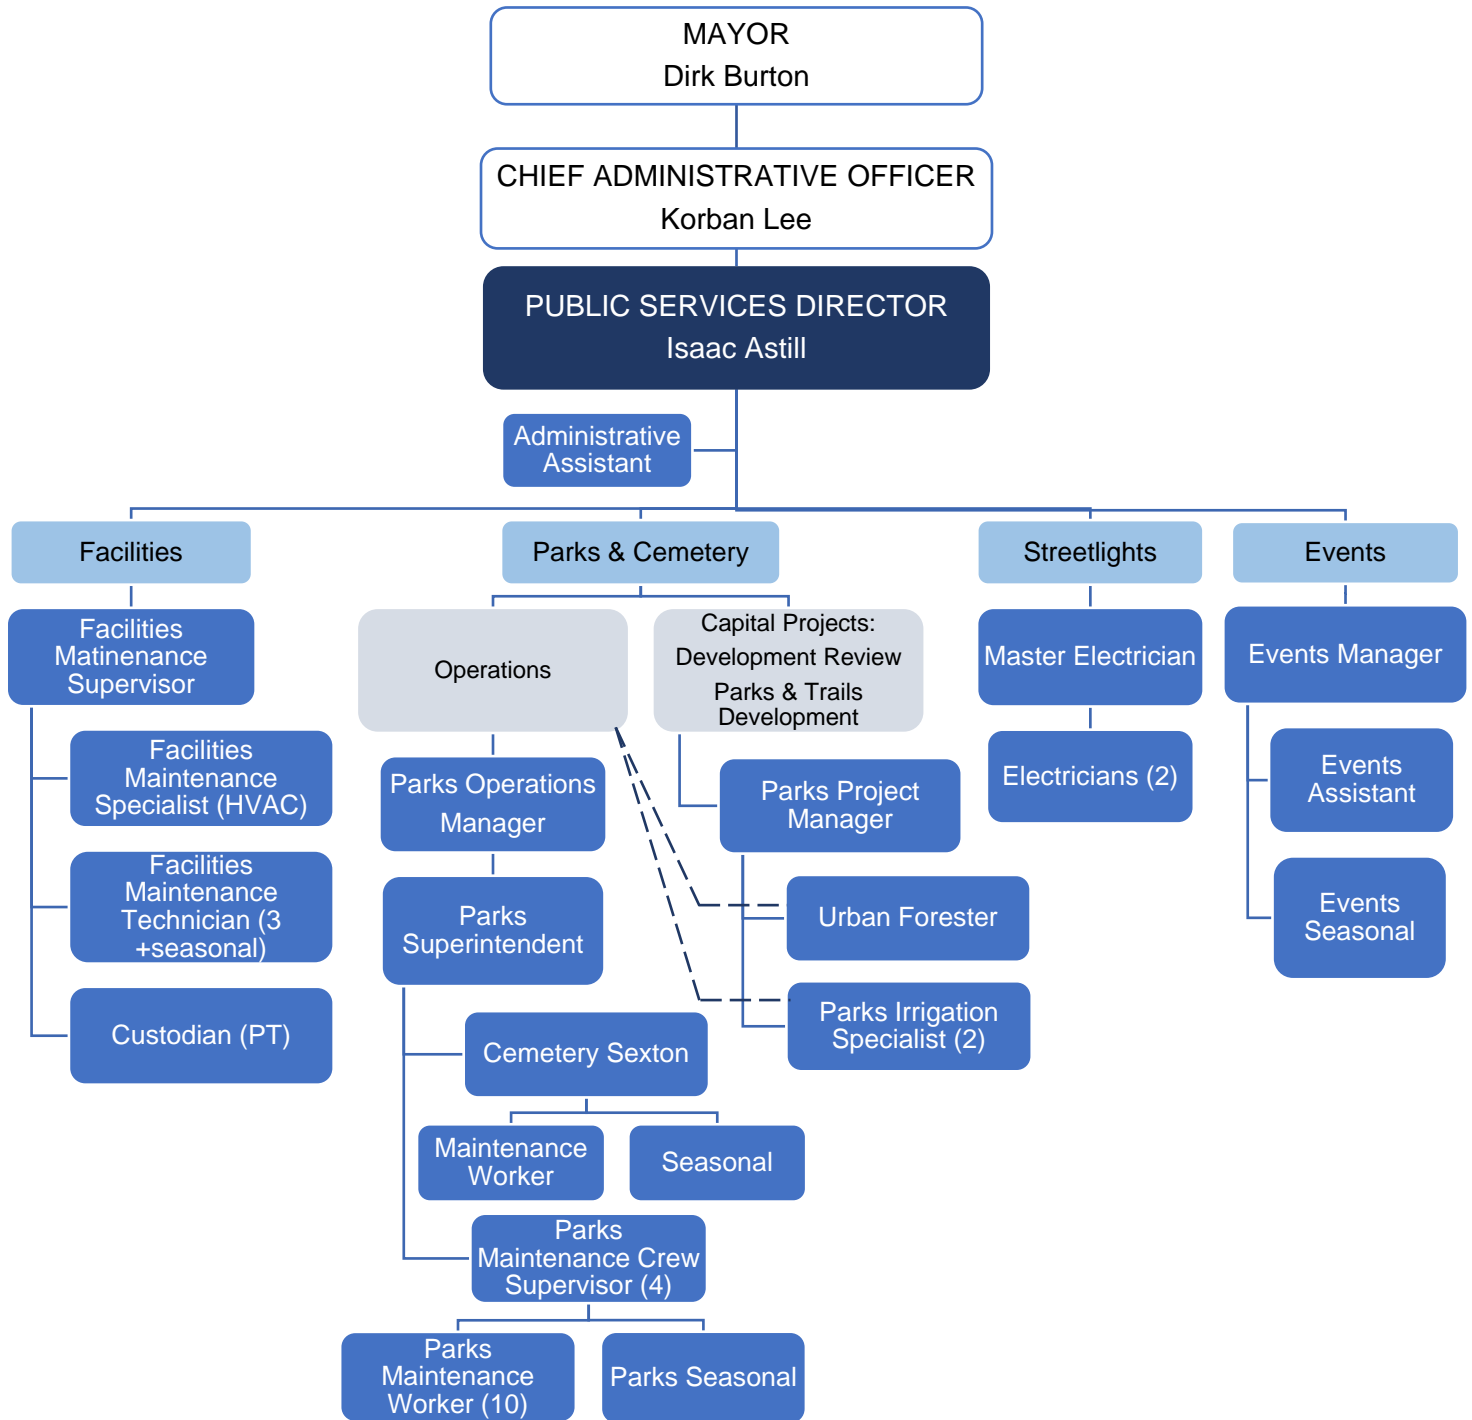 MAYOR
Dirk Burton
CHIEF ADMINISTRATIVE OFFICER
Korban Lee
PUBLIC SERVICES DIRECTOR
Isaac Astill
Administrative
Assistant
Facilities
Parks & Cemetery
Streetlights
Events
Facilities
Matinenance
Supervisor
Facilities
Maintenance
Specialist (HVAC)
Facilities
Maintenance
Technician (3
+seasonal)
Custodian (PT)
Operations
Parks Operations
Manager
Parks
Superintendent
Cemetery Sexton
Maintenance
Worker
Seasonal
Parks
Maintenance Crew
Supervisor (4)
Parks
Maintenance
Worker (10)
Parks Seasonal
Capital Projects:
Development Review
Parks & Trails
Development
Parks Project
Manager
Urban Forester
Parks Irrigation
Specialist (2)
Master Electrician
Electricians (2)
Events Manager
Events
Assistant
Events
Seasonal